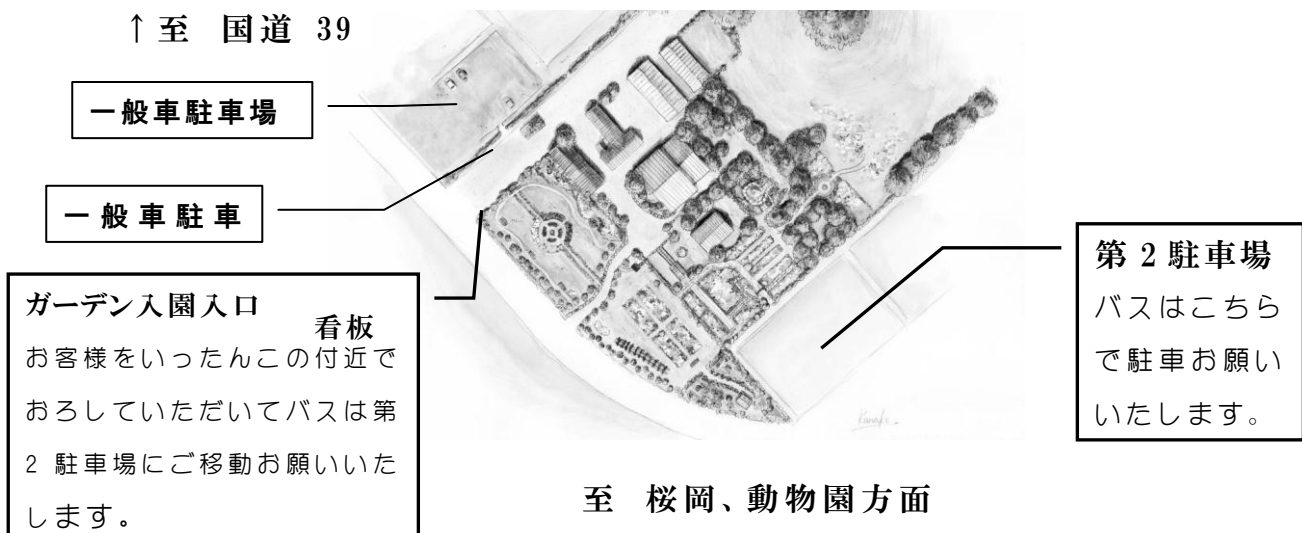 ↑至 国道 39
一般車駐車場
一般車駐車
ガーデン入園入口
看板
お客様をいったんこの付近で
おろしていただいてバスは第
2 駐車場にご移動お願いいた
します。
第 2 駐車場
バスはこちら
で駐車お願い
いたします。
至 桜岡、動物園方面